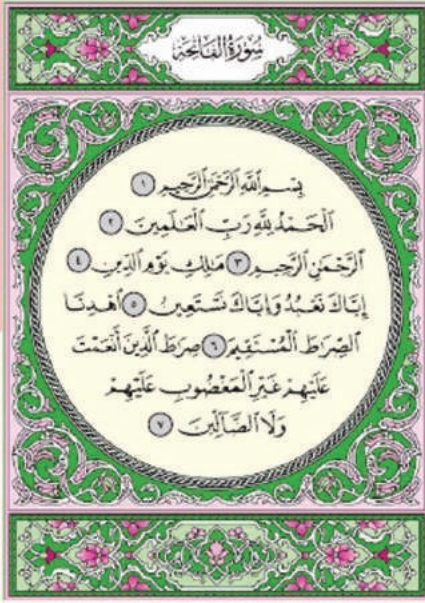 سُورَةُ الْفَاتِحَةِ
بِسْمِ ٱللَّهِ ٱلرَّحْمَٰنِ ٱلرَّحِيمِ ١
ٱلْحَمْدُ لِلَّهِ رَبِّ ٱلْعَٰلَمِينَ ٢
ٱلرَّحْمَٰنِ ٱلرَّحِيمِ ٣ مَٰلِكِ يَوْمِ ٱلدِّينِ ٤
إِيَّاكَ نَعْبُدُ وَإِيَّاكَ نَسْتَعِينُ ٥ ٱهْدِنَا
ٱلصِّرَٰطَ ٱلْمُسْتَقِيمَ ٦ صِرَٰطَ ٱلَّذِينَ أَنْعَمْتَ
عَلَيْهِمْ غَيْرِ ٱلْمَغْضُوبِ عَلَيْهِمْ
وَلَا ٱلضَّآلِّينَ ٧